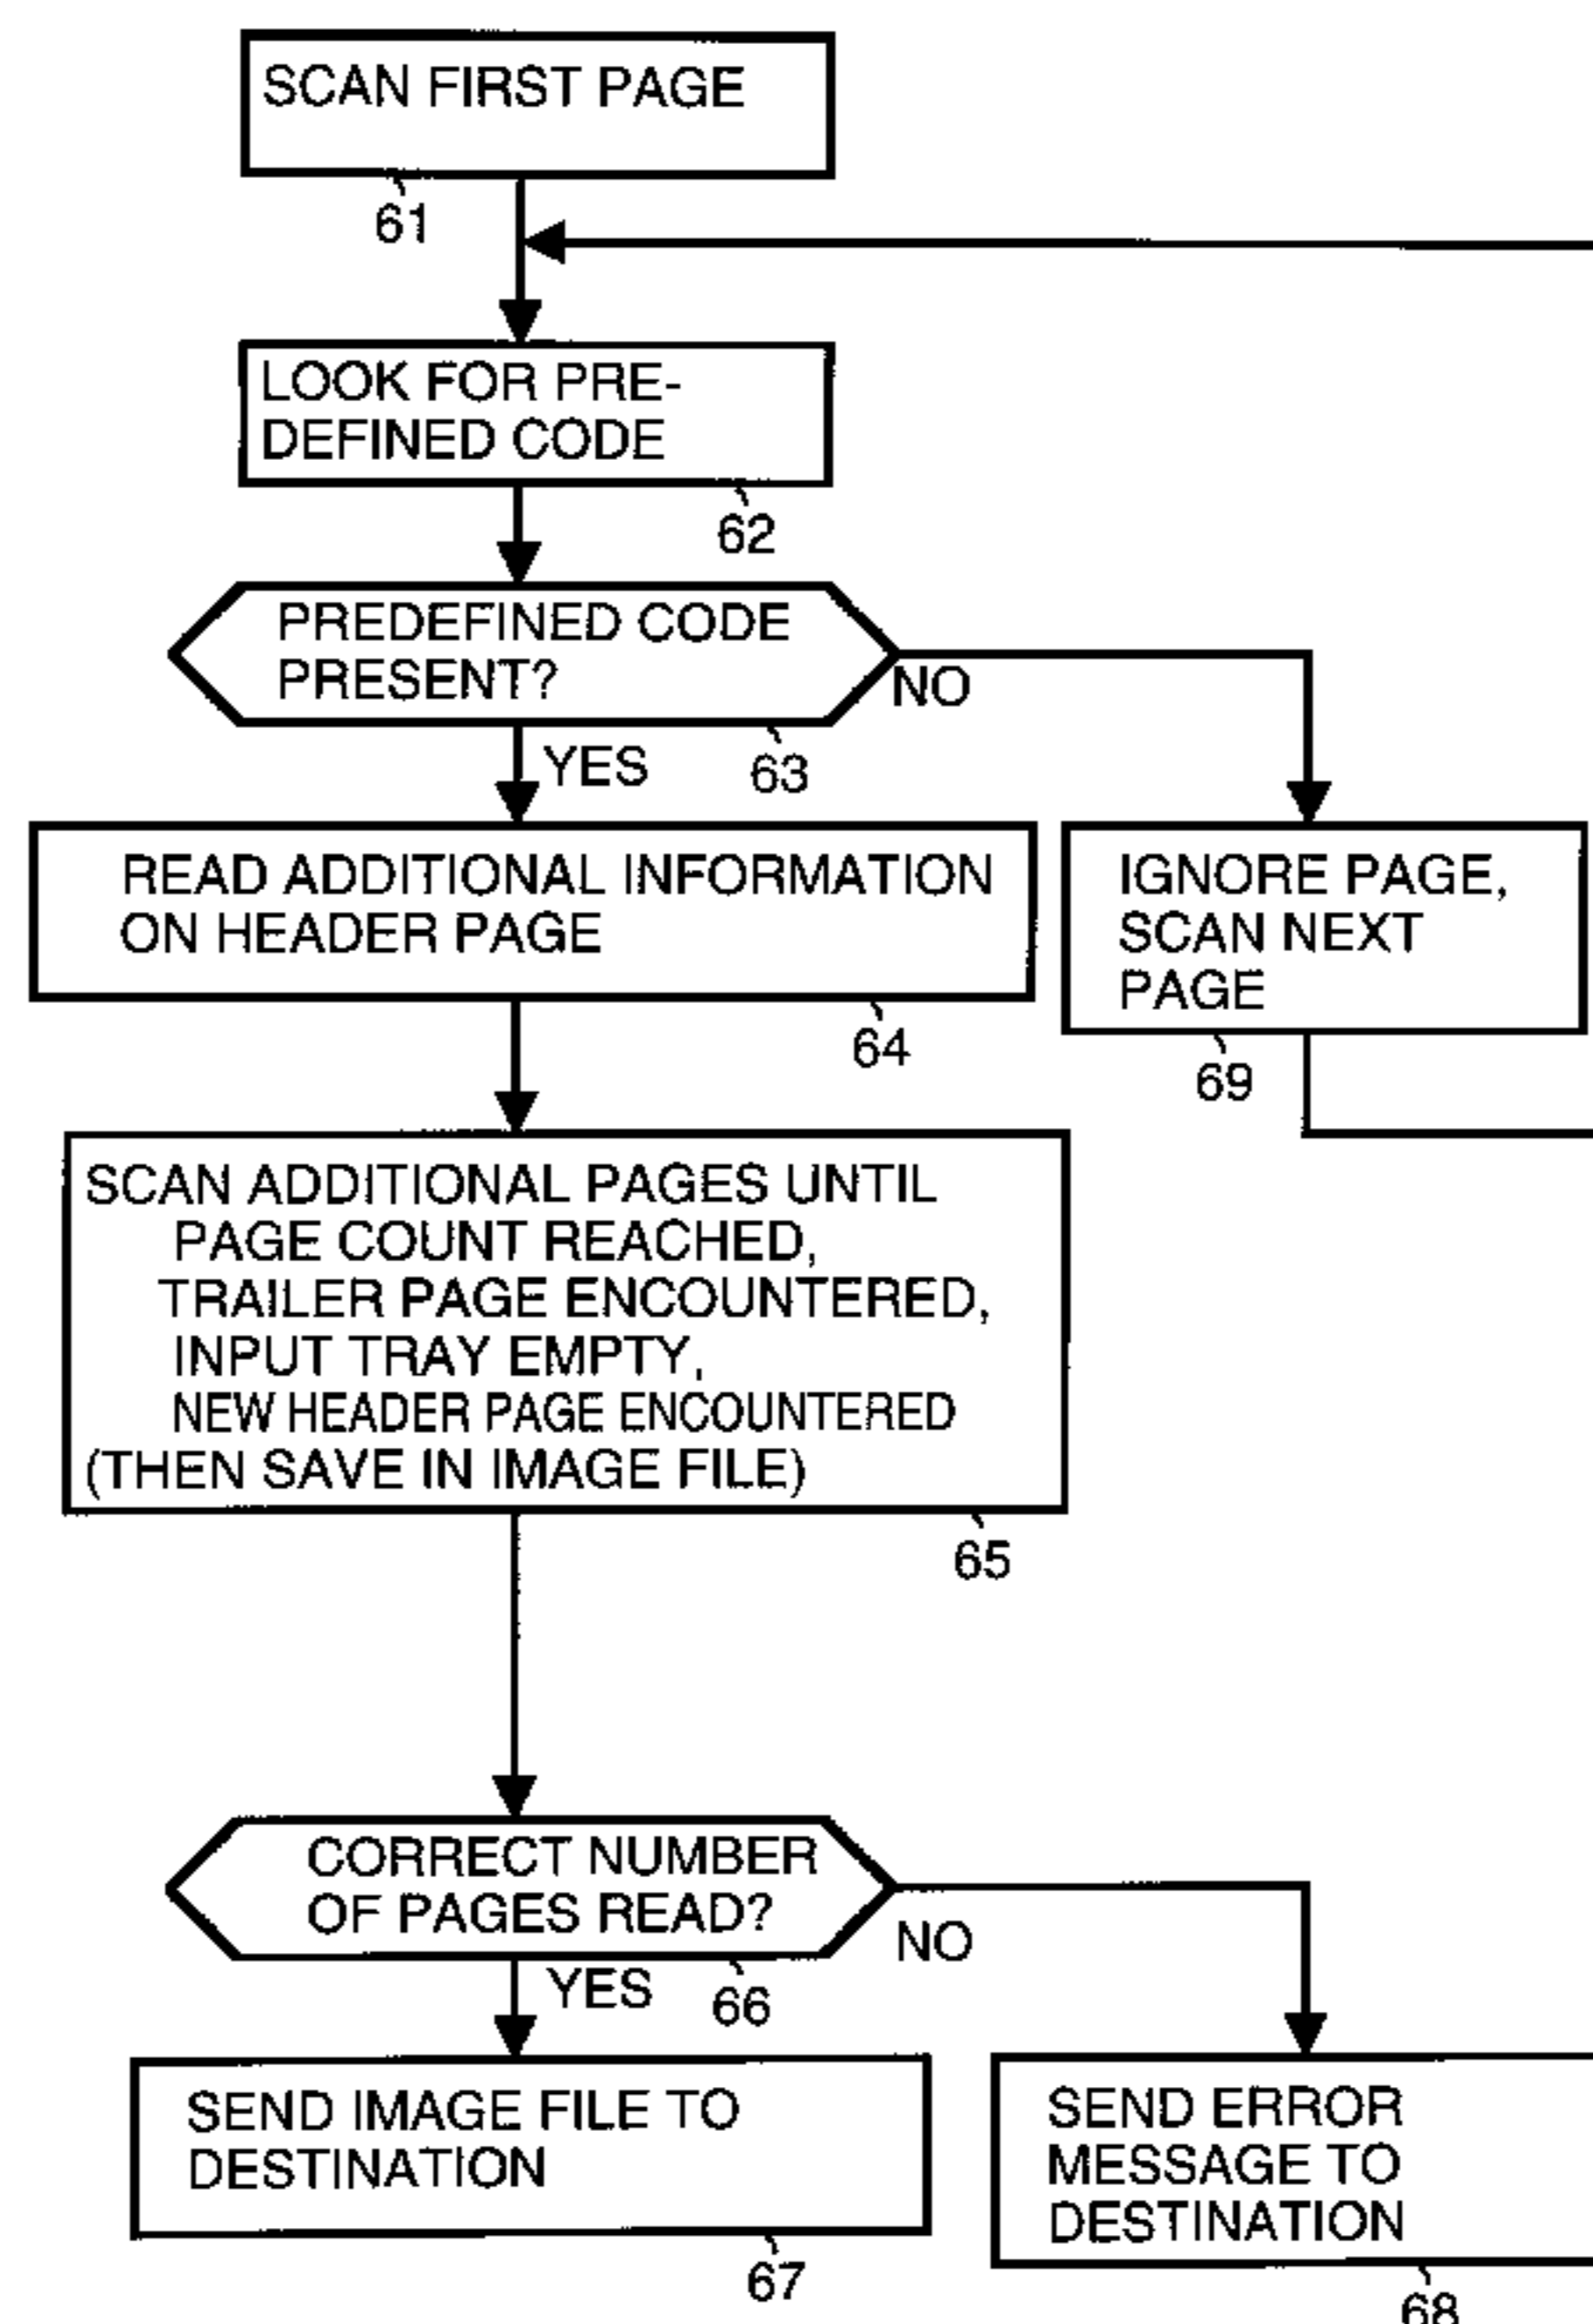 SCAN FIRST PAGE
61
LOOK FOR PRE-
DEFINED CODE
62
PREDEFINED CODE
PRESENT?
NO
YES
63
READ ADDITIONAL INFORMATION
ON HEADER PAGE
64
IGNORE PAGE,
SCAN NEXT
PAGE
69
SCAN ADDITIONAL PAGES UNTIL
PAGE COUNT REACHED,
TRAILER PAGE ENCOUNTERED,
INPUT TRAY EMPTY,
NEW HEADER PAGE ENCOUNTERED
(THEN SAVE IN IMAGE FILE)
65
CORRECT NUMBER
OF PAGES READ?
NO
YES
66
SEND IMAGE FILE TO
DESTINATION
67
SEND ERROR
MESSAGE TO
DESTINATION
68